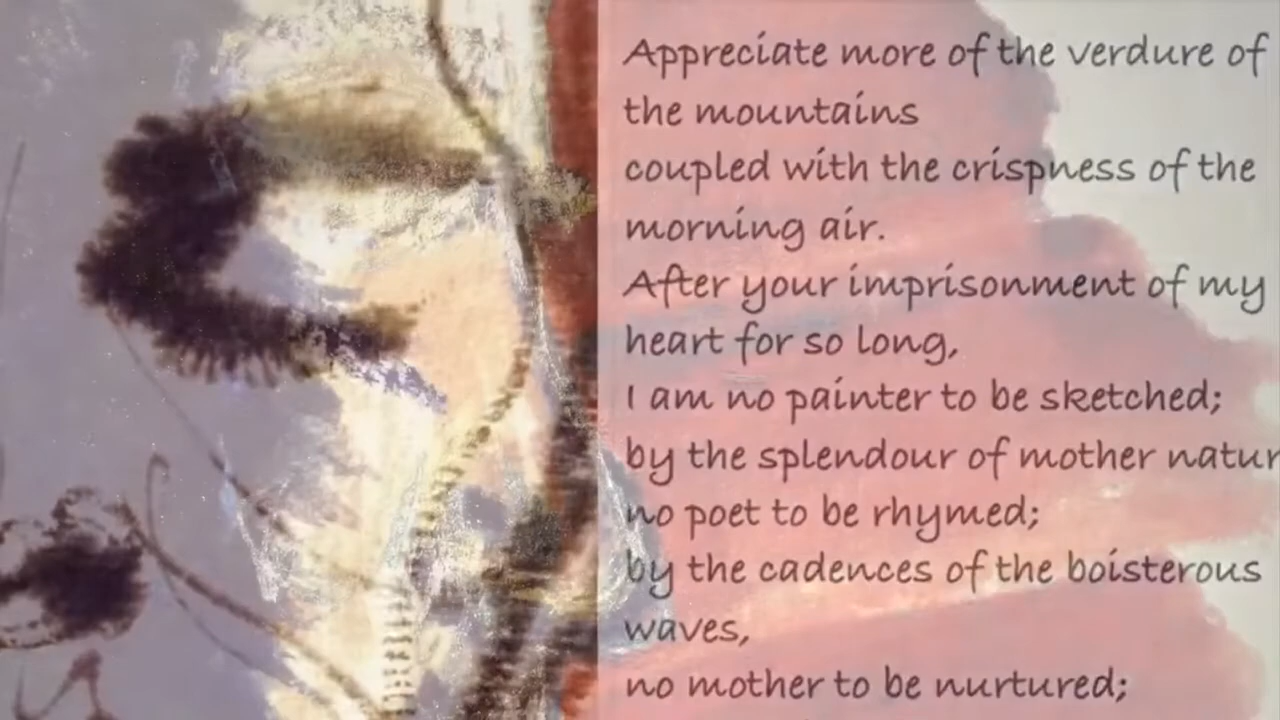 Appreciate more of the verdure of
the mountains
coupled with the crispness of the
morning air.
After your imprisonment of my
heart for so long,
I am no painter to be sketched;
by the splendour of mother natur
no poet to be rhymed;
by the cadences of the boisterous
waves,
no mother to be nurtured;